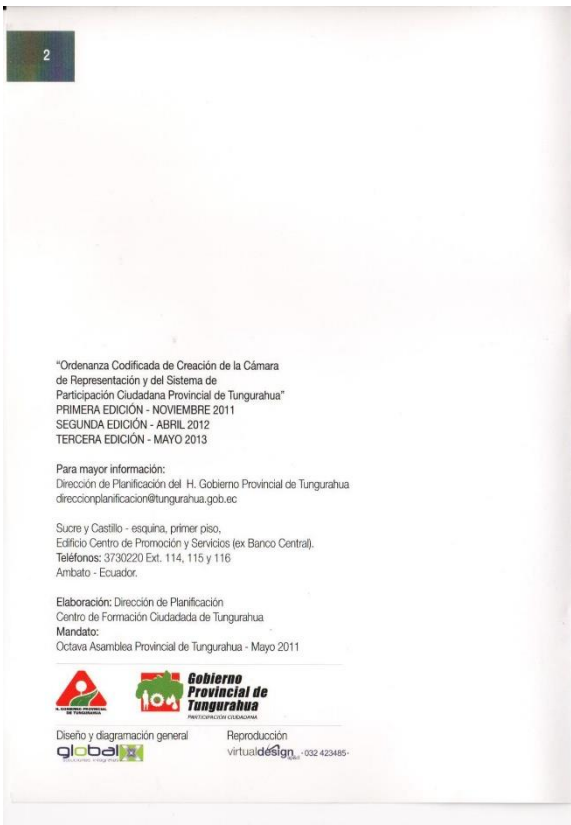 2
“Ordenanza Codificada de Creación de la Cámara
de Representación y del Sistema de
Participación Ciudadana Provincial de Tungurahua”
PRIMERA EDICIÓN - NOVIEMBRE 2011
SEGUNDA EDICIÓN - ABRIL 2012
TERCERA EDICIÓN - MAYO 2013
Para mayor información:
Dirección de Planificación del H. Gobierno Provincial de Tungurahua
direccionplanificacion@tungurahua.gob.ec
Sucre y Castillo - esquina, primer piso,
Edificio Centro de Promoción y Servicios (ex Banco Central).
Teléfonos: 3730220 Ext. 114, 115 y 116
Ambato - Ecuador.
Elaboración: Dirección de Planificación
Centro de Formación Ciudadada de Tungurahua
Mandato:
Octava Asamblea Provincial de Tungurahua - Mayo 2011
H. GOBIERNO PROVINCIAL
DE TUNGURAHUA
Gobierno
Provincial de
Tungurahua
PARTICIPACIÓN CIUDADANA
Diseño y diagramación general
Reproducción
global
virtualdesign -032 423485-